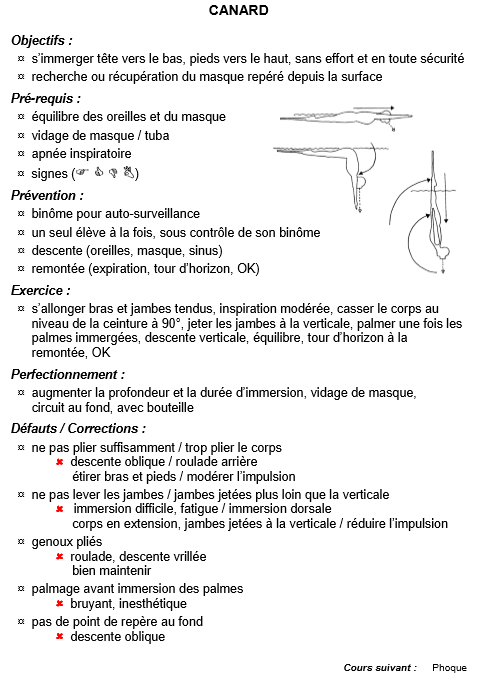 CANARD
Objectifs :
¤ s'immerger tête vers le bas, pieds vers le haut, sans effort et en toute sécurité
¤ recherche ou récupération du masque repéré depuis la surface
Pré-requis :
¤ équilibre des oreilles et du masque
¤ vidage de masque / tuba
¤ apnée inspiratoire
¤ signes (☞ 👍 👎 👌)
Prévention :
¤ binôme pour auto-surveillance
¤ un seul élève à la fois, sous contrôle de son binôme
¤ descente (oreilles, masque, sinus)
¤ remontée (expiration, tour d'horizon, OK)
Exercice :
¤ s'allonger bras et jambes tendus, inspiration modérée, casser le corps au
niveau de la ceinture à 90°, jeter les jambes à la verticale, palmer une fois les
palmes immergées, descente verticale, équilibre, tour d'horizon à la
remontée, OK
Perfectionnement :
¤ augmenter la profondeur et la durée d'immersion, vidage de masque,
circuit au fond, avec bouteille
Défauts / Corrections :
¤ ne pas plier suffisamment / trop plier le corps
✘ descente oblique / roulade arrière
étirer bras et pieds / modérer l'impulsion
¤ ne pas lever les jambes / jambes jetées plus loin que la verticale
✘ immersion difficile, fatigue / immersion dorsale
corps en extension, jambes jetées à la verticale / réduire l'impulsion
¤ genoux pliés
✘ roulade, descente vrillée
bien maintenir
¤ palmage avant immersion des palmes
✘ bruyant, inesthétique
¤ pas de point de repère au fond
✘ descente oblique
Cours suivant : Phoque